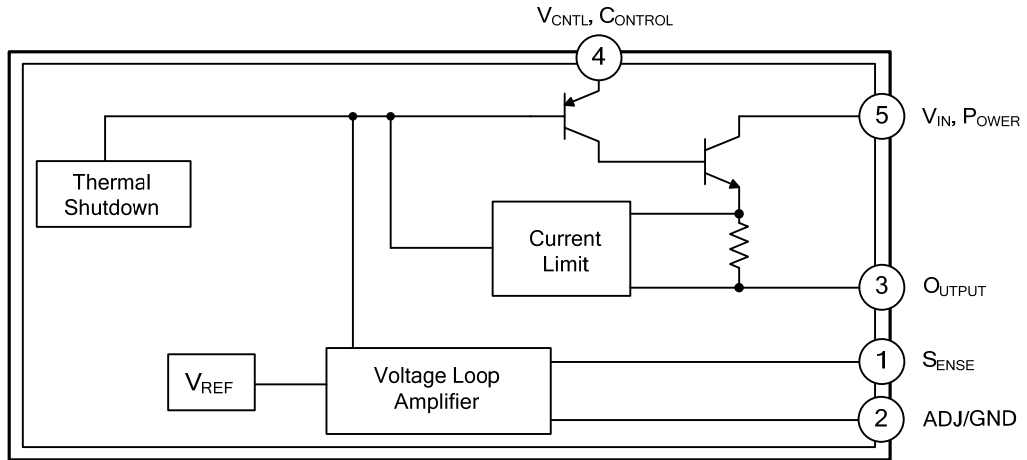 VCNTL, CONTROL
4
5
VIN, POWER
Thermal
Shutdown
Current
Limit
3
OUTPUT
1
SENSE
VREF
Voltage Loop
Amplifier
2
ADJ/GND